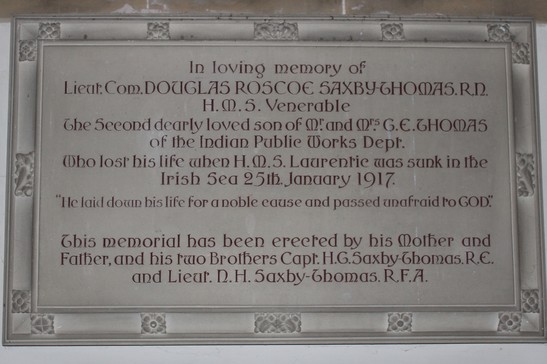 In loving memory of
Lieut. Com. DOUGLAS ROSCOE SAXBY-THOMAS. R.N.
H.M.S. Venerable
The Second dearly loved son of Mr. and Mrs. G.E. THOMAS
of the Indian Public Works Dept.
Who lost his life when H.M.S. Laurentic was sunk in the
Irish Sea 25th. January 1917.
"He laid down his life for a noble cause and passed unafraid to GOD."
This memorial has been erected by his Mother and
Father, and his two Brothers Capt. H.G. Saxby-Thomas. R.E.
and Lieut. N.H. Saxby-Thomas. R.F.A.